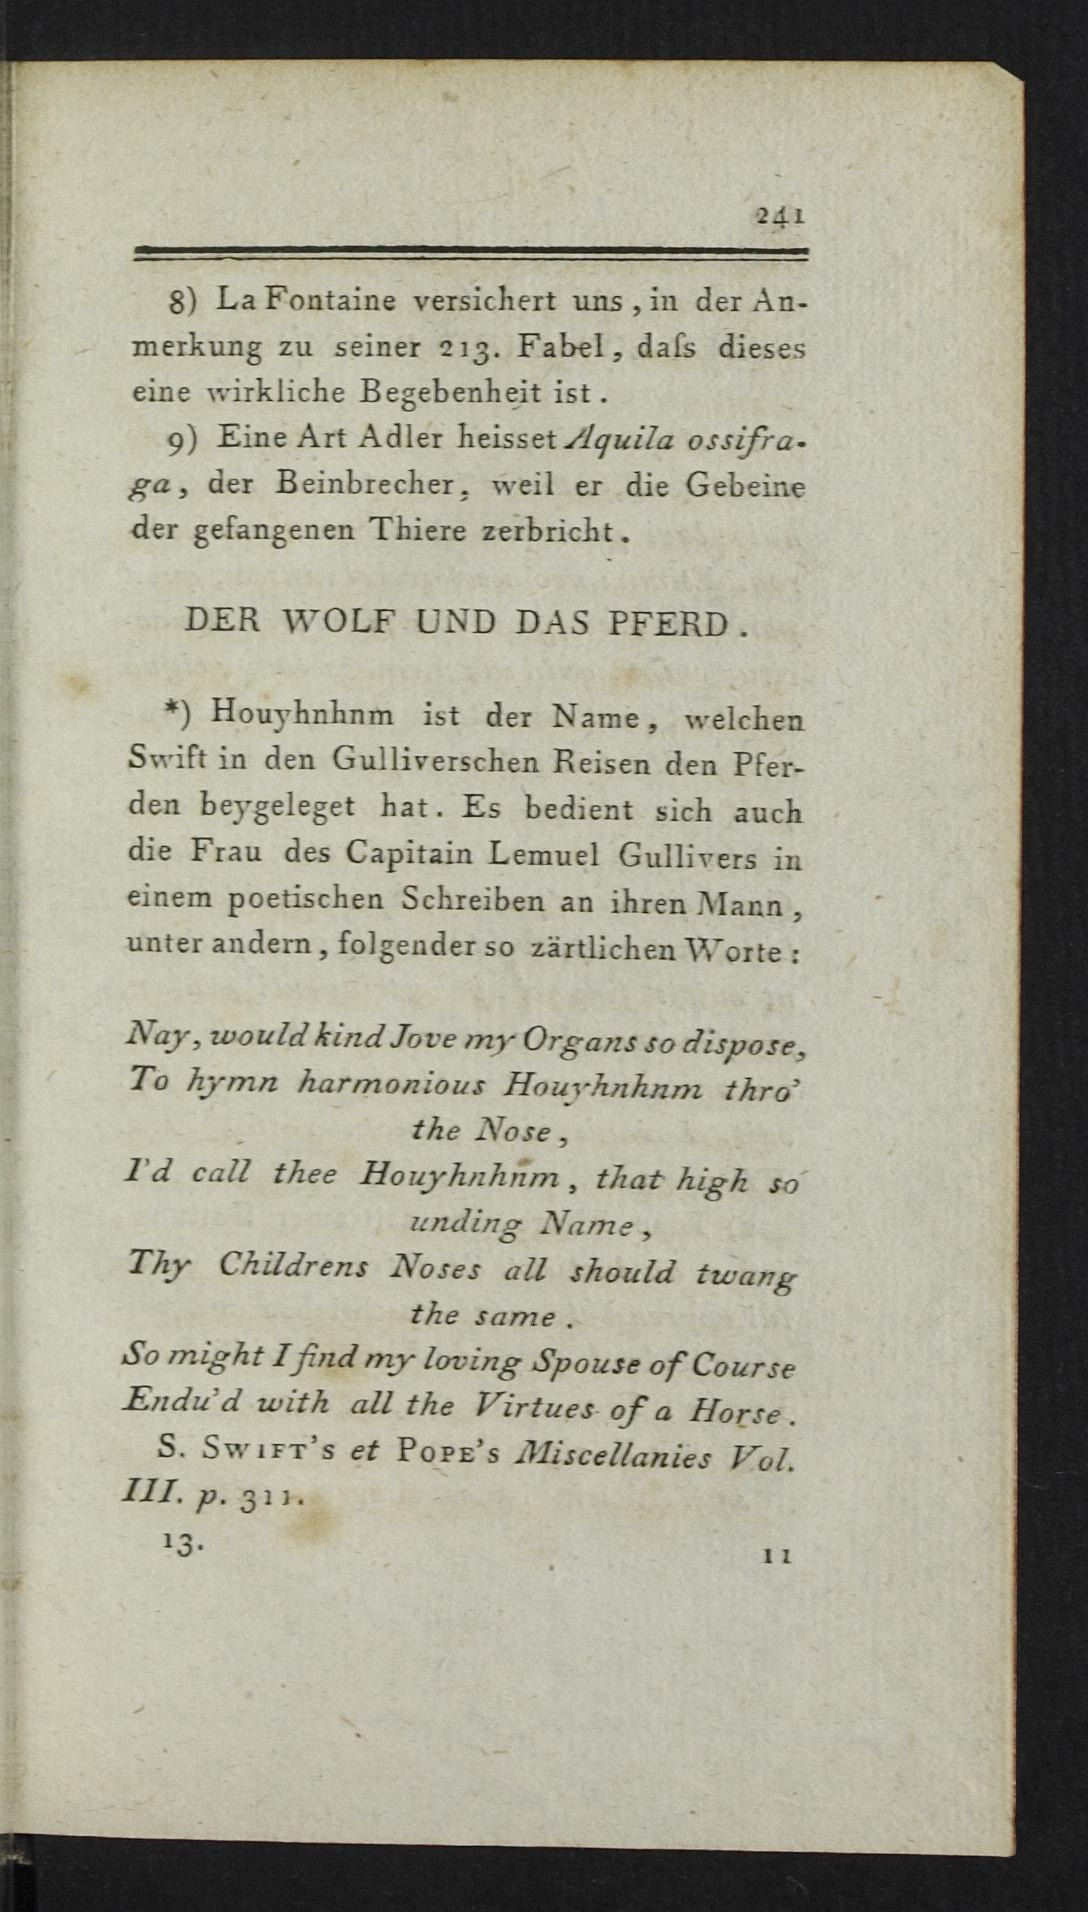 241
8) La Fontaine versichert uns, in der An-
merkung zu seiner 213. Fabel, daſs dieses
eine wirkliche Begebenheit ist.
9) Eine Art Adler heisset Aquila ossifra-
ga, der Beinbrecher, weil er die Gebeine
der gefangenen Thiere zerbricht.
DER WOLF UND DAS PFERD.
*) Houyhnhnm ist der Name, welchen
Swift in den Gulliverschen Reisen den Pfer-
den beygeleget hat. Es bedient sich auch
die Frau des Capitain Lemuel Gullivers in
einem poetischen Schreiben an ihren Mann,
unter andern, folgender so zärtlichen Worte:
Nay, would kind Jove my Organs so dispose,
To hymn harmonious Houyhnhnm thro'
the Nose,
I'd call thee Houyhnhnm, that high so
unding Name,
Thy Childrens Noses all should twang
the same.
So might I find my loving Spouse of Course
Endu'd with all the Virtues of a Horse.
S. SWIFT'S et POPE'S Miscellanies Vol.
III. p. 311.
13. 11